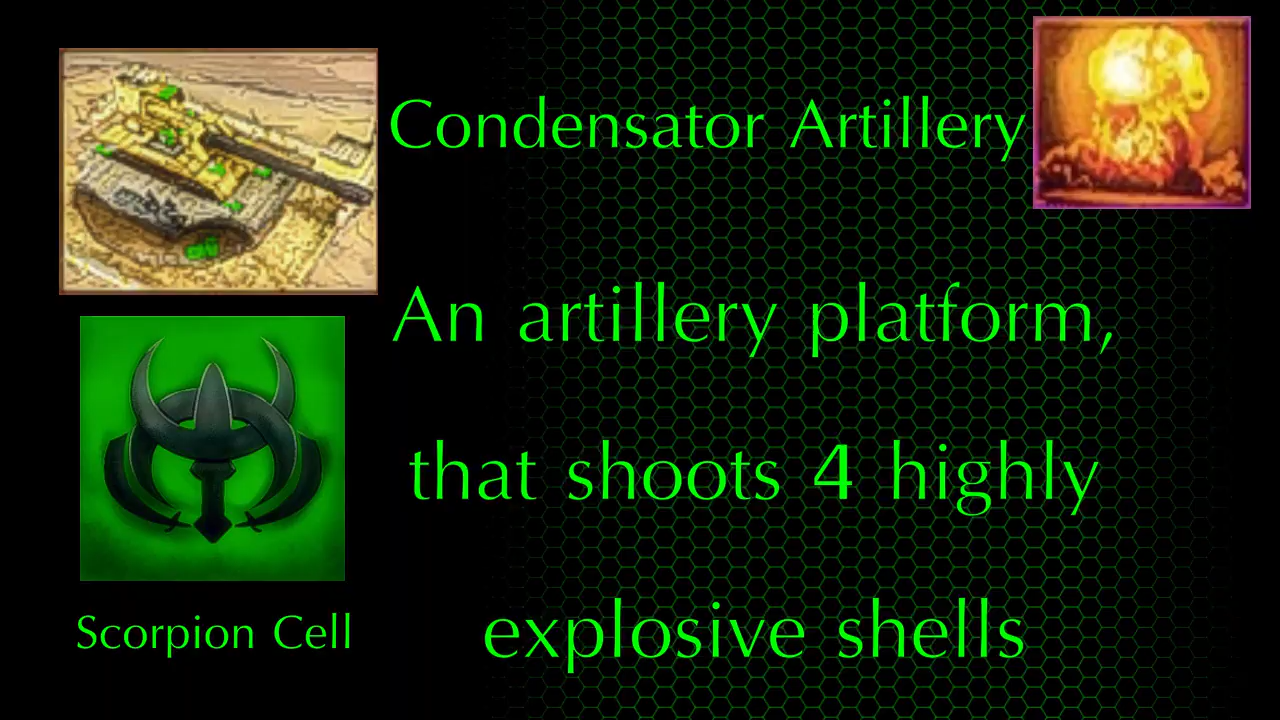 Condensator Artillery
An artillery platform,
that shoots 4 highly
explosive shells
Scorpion Cell